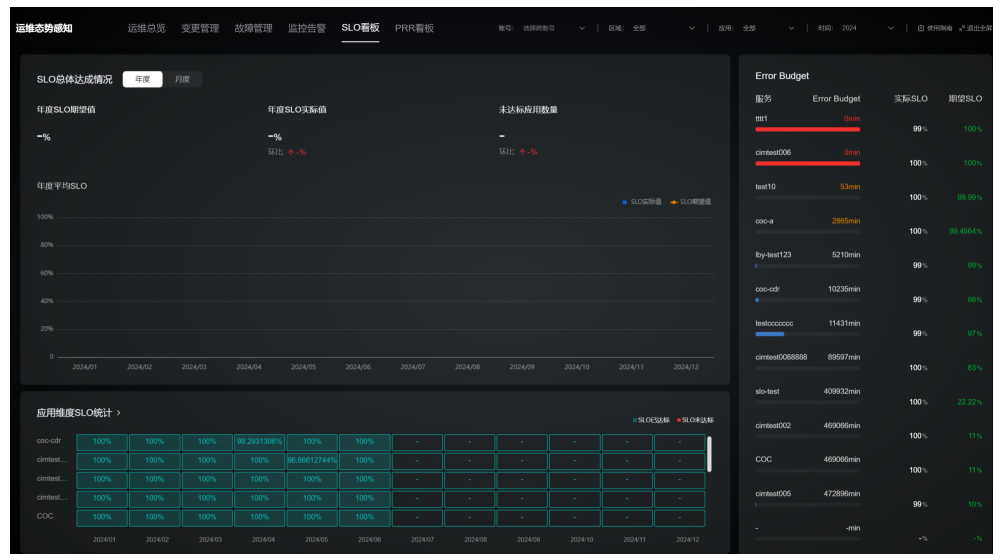 运维态势感知 运维总览 变更管理 故障管理 监控告警 SLO看板 PRR看板 账号: 选择跨账号 区域: 全部 应用: 全部 时间: 2024 使用指南 退出全屏
SLO总体达成情况 年度 月度
年度SLO期望值 年度SLO实际值 未达标应用数量
-% -% -
环比 -% 环比 -%
年度平均SLO
SLO实际值 SLO期望值
100%
80%
60%
40%
20%
0
2024/01 2024/02 2024/03 2024/04 2024/05 2024/06 2024/07 2024/08 2024/09 2024/10 2024/11 2024/12
应用维度SLO统计 >
SLO已达标 SLO未达标
coc-cdr 100% 100% 100% 99.2931306% 100% 100% - - - - - -
cimtest... 100% 100% 100% 100% 96.66612744% 100% - - - - - -
cimtest... 100% 100% 100% 100% 100% 100% - - - - - -
cimtest... 100% 100% 100% 100% 100% 100% - - - - - -
COC 100% 100% 100% 100% 100% 100% - - - - - -
2024/01 2024/02 2024/03 2024/04 2024/05 2024/06 2024/07 2024/08 2024/09 2024/10 2024/11 2024/12
Error Budget
服务 Error Budget 实际SLO 期望SLO
tttt1 0min 99% 100%
cimtest006 0min 100% 100%
test10 53min 100% 99.99%
coc-a 2865min 100% 99.4564%
lby-test123 5210min 99% 99%
coc-cdr 10235min 99% 98%
testccccccc 11431min 99% 97%
cimtest0088888 89597min 100% 83%
slo-test 409932min 100% 22.22%
cimtest002 469066min 100% 11%
COC 469066min 100% 11%
cimtest005 472896min 99% 10%
- -min -% -%